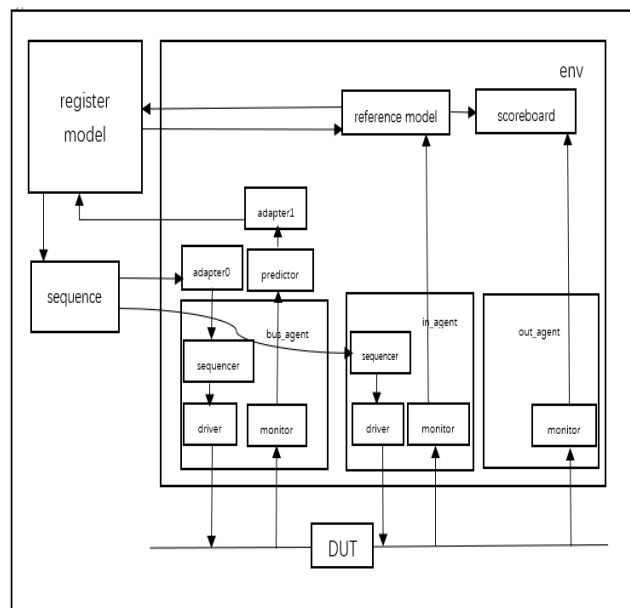 register
model
env
reference model
scoreboard
adapter1
adapter0
predictor
sequence
bus_agent
in_agent
out_agent
sequencer
sequencer
driver
monitor
driver
monitor
monitor
DUT